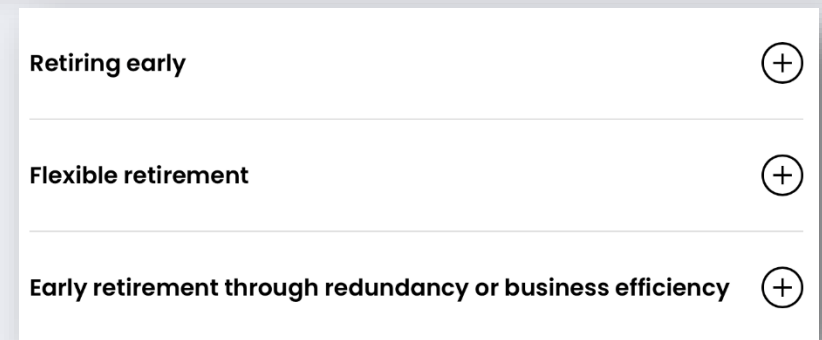 Retiring early
Flexible retirement
Early retirement through redundancy or business efficiency